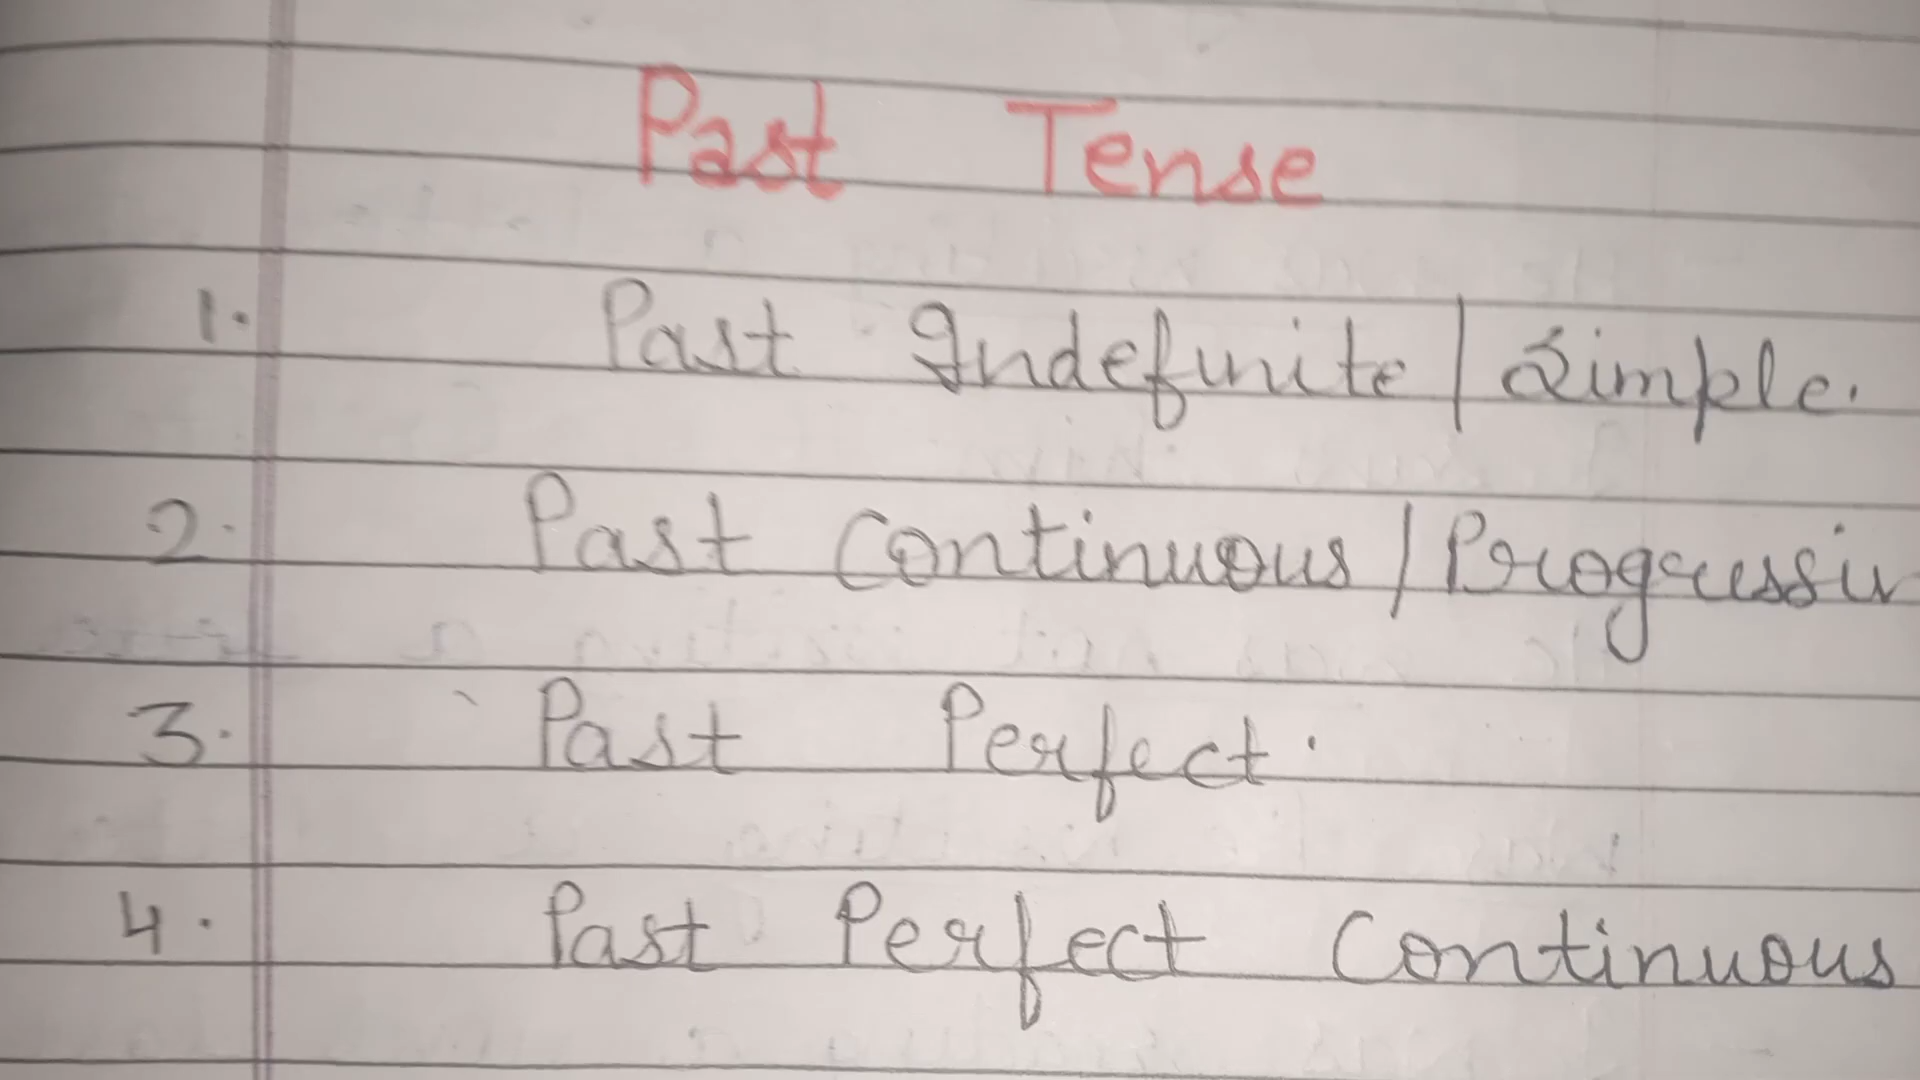 Past Tense
1. Past Indefinite / Simple.
2. Past Continuous / Progressiv
3. Past Perfect.
4. Past Perfect Continuous